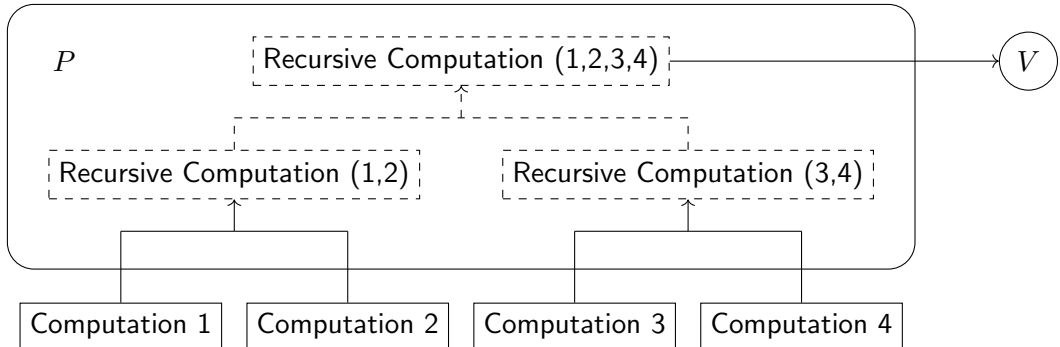 P
Recursive Computation (1,2,3,4)
V
Recursive Computation (1,2)
Recursive Computation (3,4)
Computation 1
Computation 2
Computation 3
Computation 4